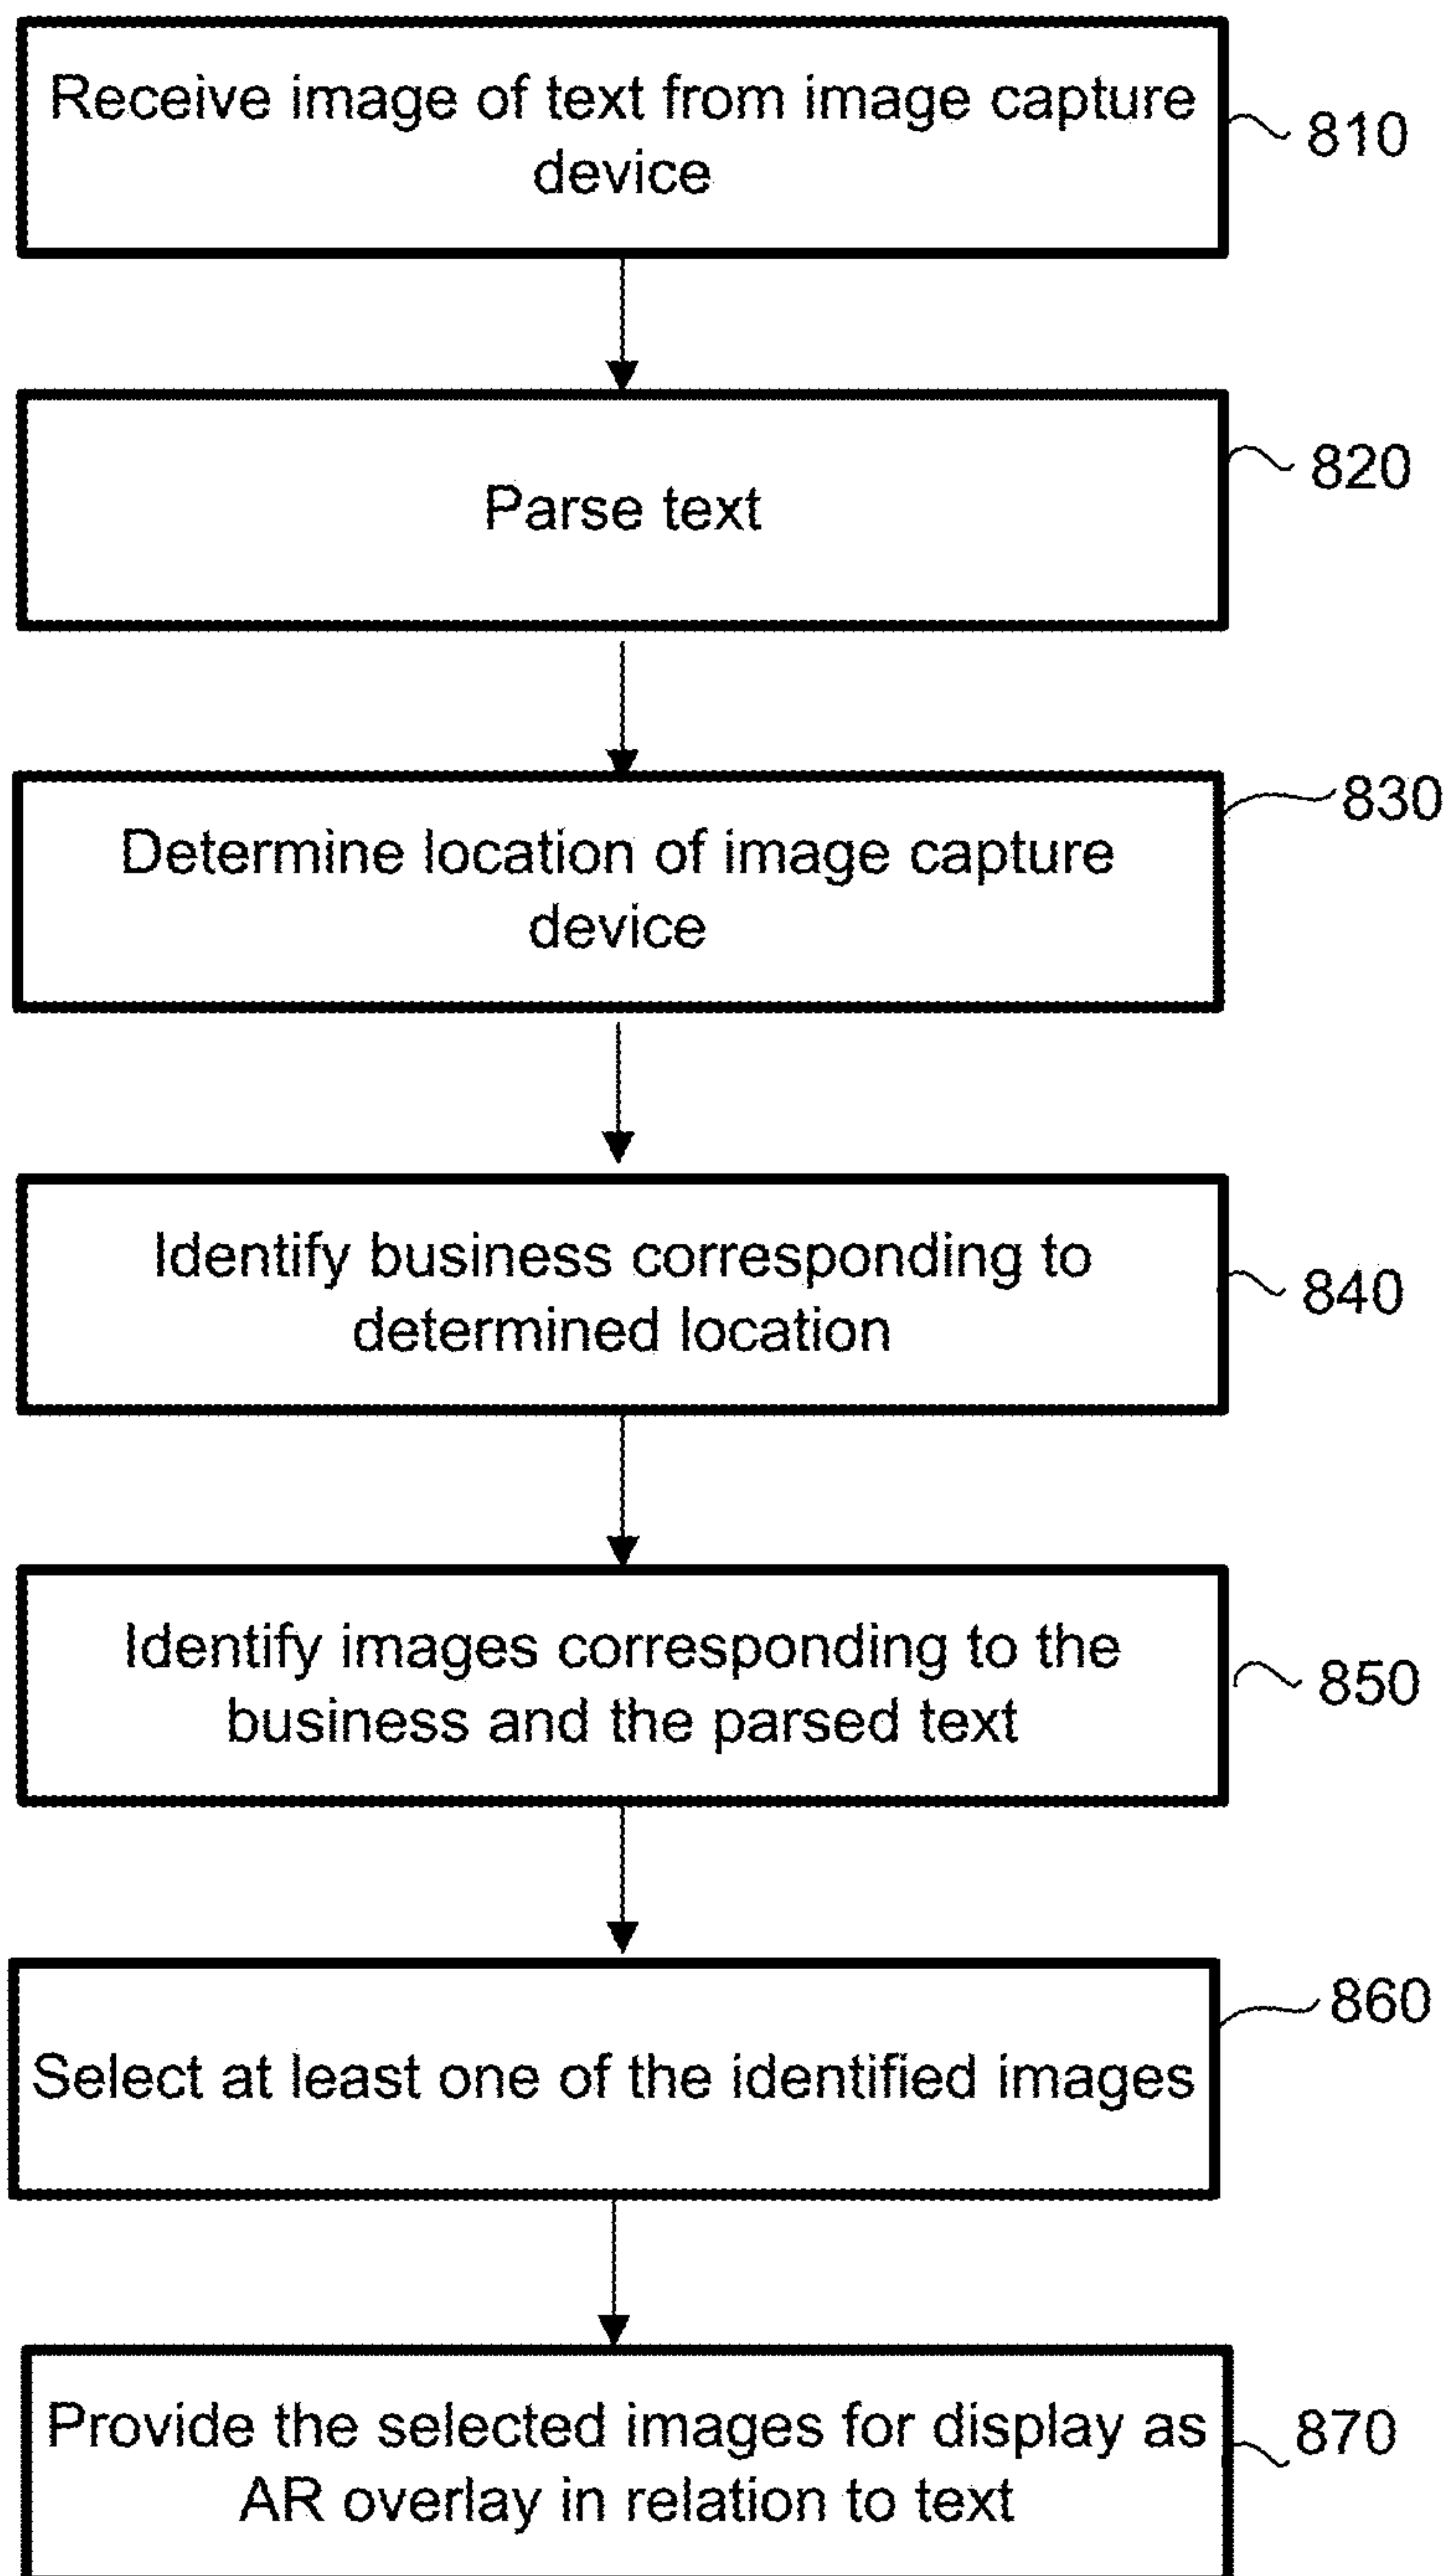 Receive image of text from image capture
device
810
Parse text
820
Determine location of image capture
device
830
Identify business corresponding to
determined location
840
Identify images corresponding to the
business and the parsed text
850
Select at least one of the identified images
860
Provide the selected images for display as
AR overlay in relation to text
870